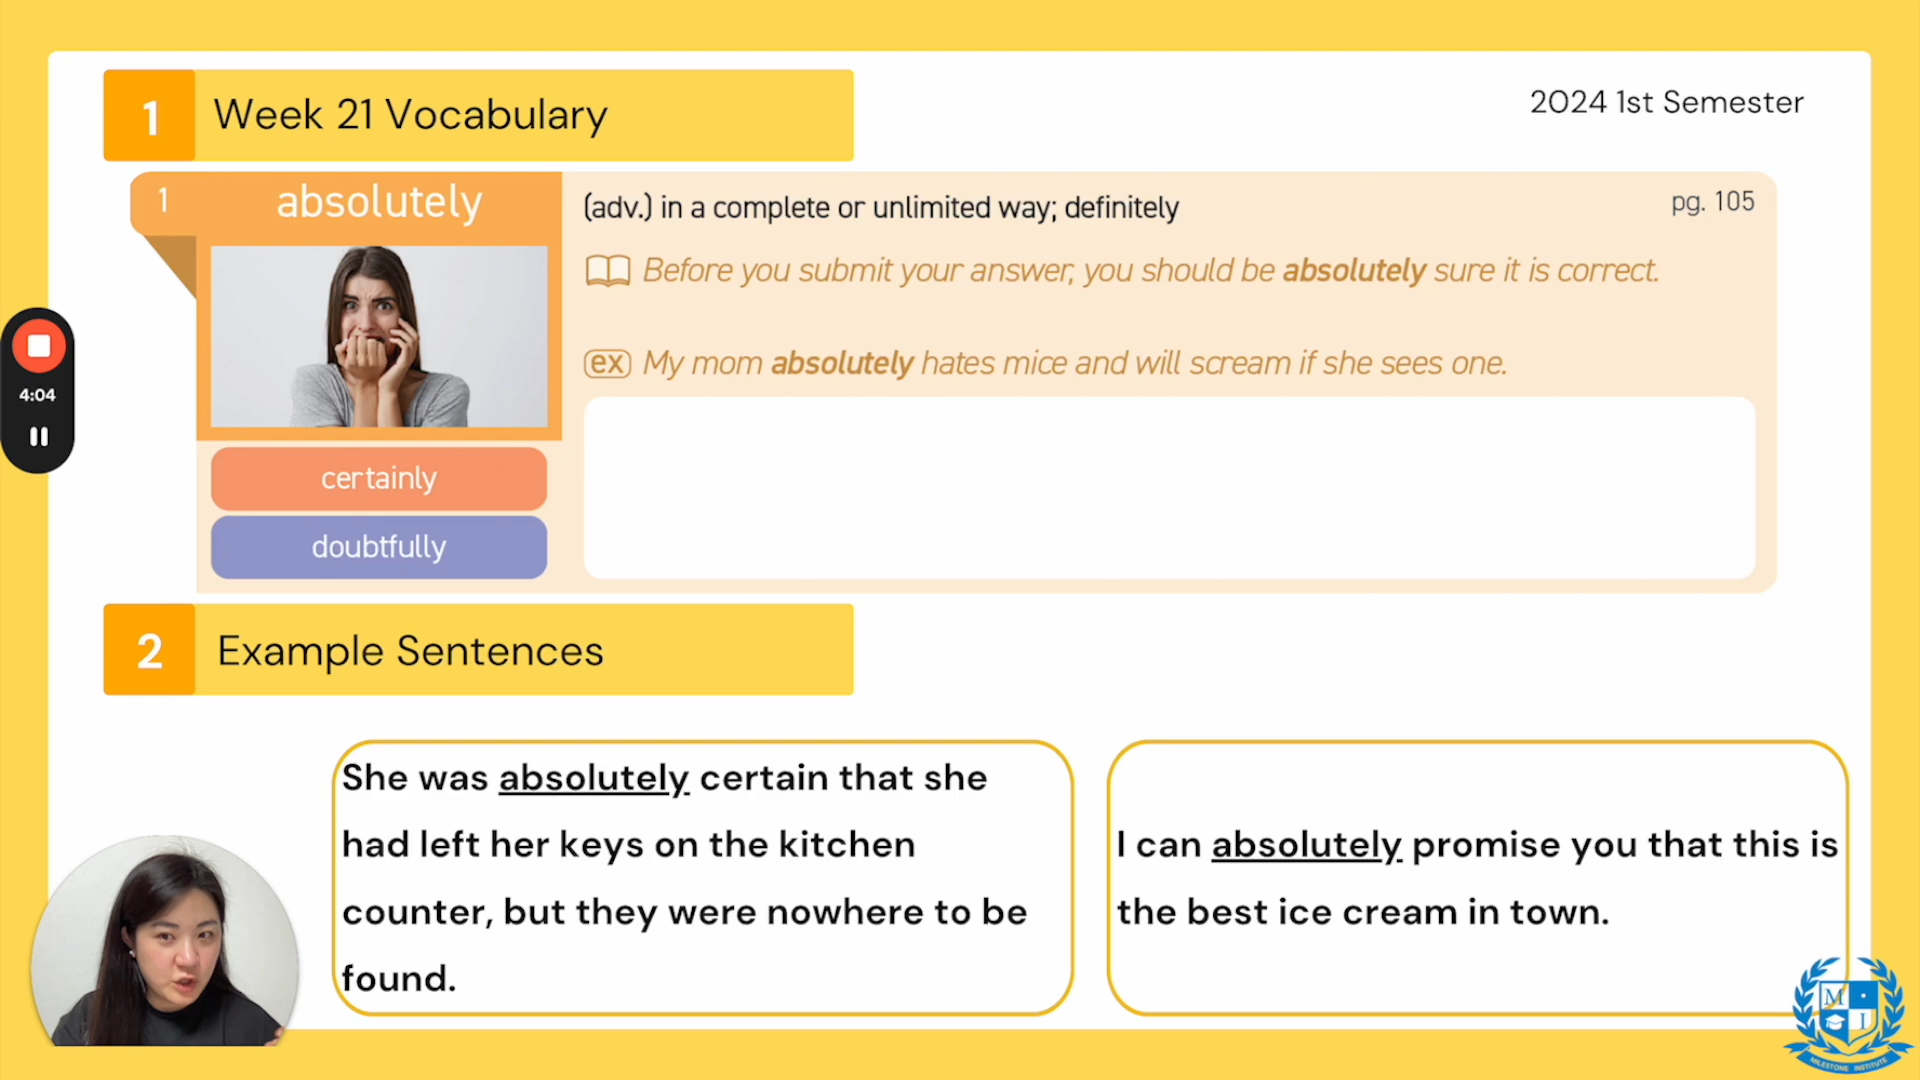 1 Week 21 Vocabulary
2024 1st Semester
1 absolutely
(adv.) in a complete or unlimited way; definitely
pg. 105
Before you submit your answer, you should be absolutely sure it is correct.
ex My mom absolutely hates mice and will scream if she sees one.
4:04
certainly
doubtfully
2 Example Sentences
She was absolutely certain that she
had left her keys on the kitchen
counter, but they were nowhere to be
found.
I can absolutely promise you that this is
the best ice cream in town.
M
I
MILESTONE INSTITUTE